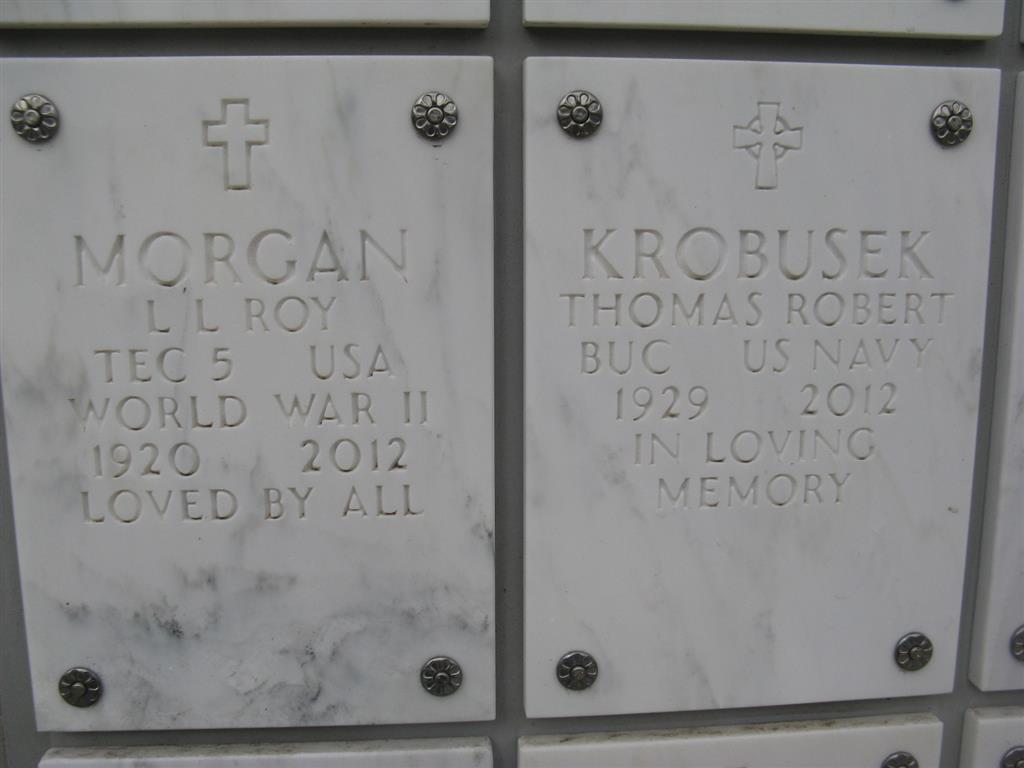 MORGAN
L L ROY
TEC 5 USA
WORLD WAR II
1920 2012
LOVED BY ALL
KROBUSEK
THOMAS ROBERT
BUC US NAVY
1929 2012
IN LOVING
MEMORY